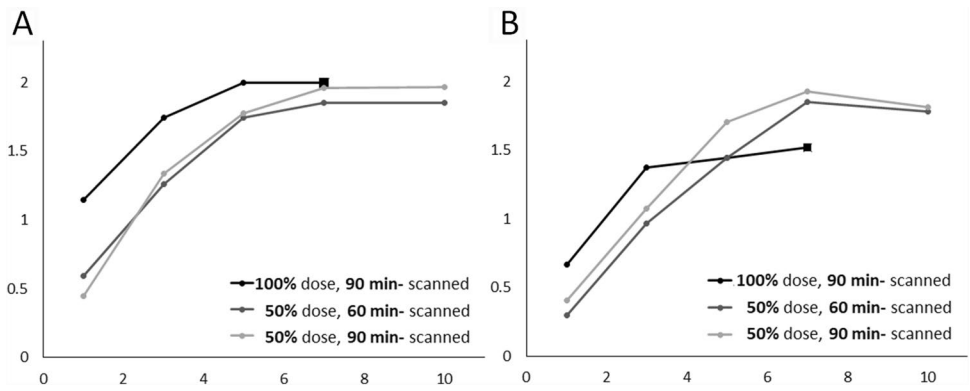 A
2
1.5
1
0.5
0
100% dose, 90 min- scanned
50% dose, 60 min- scanned
50% dose, 90 min- scanned
0 2 4 6 8 10
B
2
1.5
1
0.5
0
100% dose, 90 min- scanned
50% dose, 60 min- scanned
50% dose, 90 min- scanned
0 2 4 6 8 10